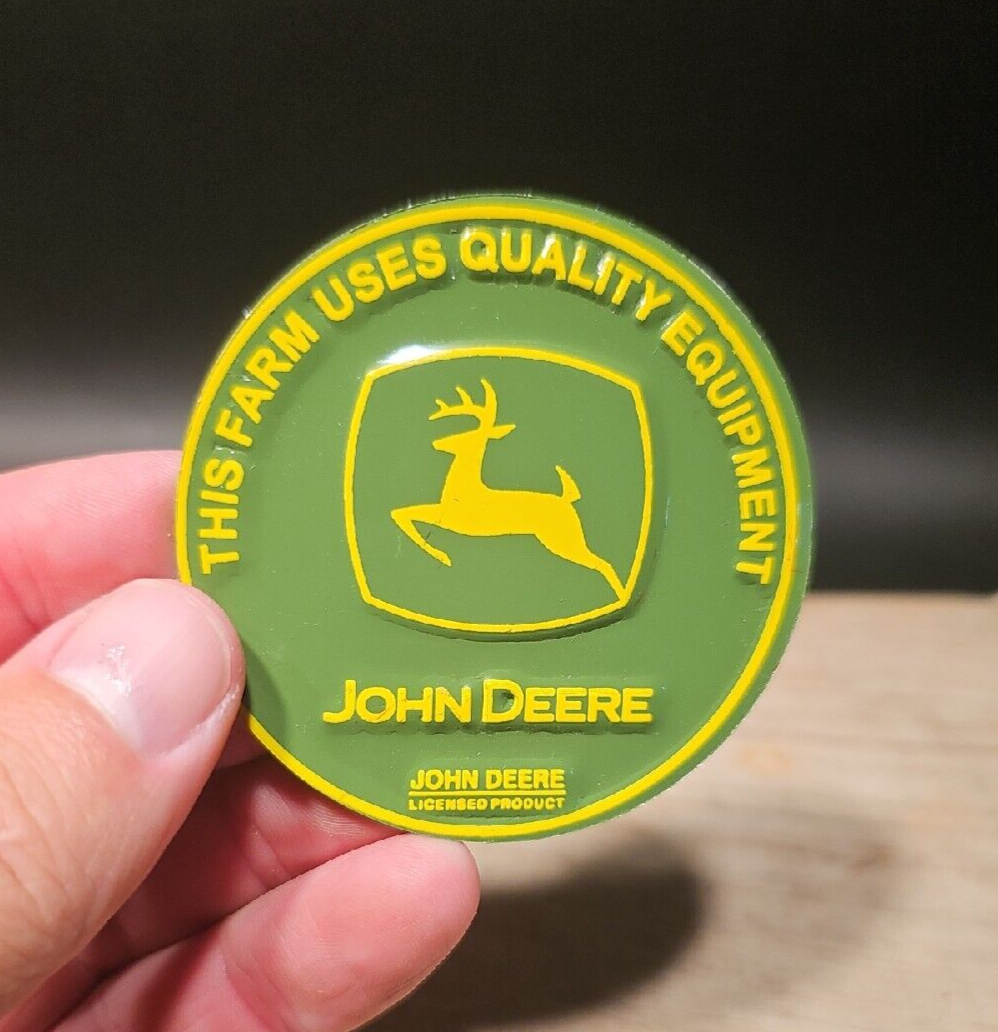 THIS FARM USES QUALITY EQUIPMENT
JOHN DEERE
JOHN DEERE
LICENSED PRODUCT